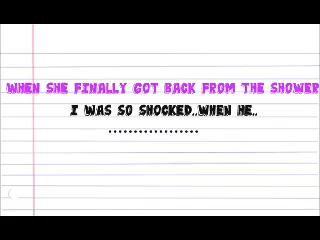 WHEN SHE FINALLY GOT BACK FROM THE SHOWER
I WAS SO SHOCKED..WHEN HE..
..................